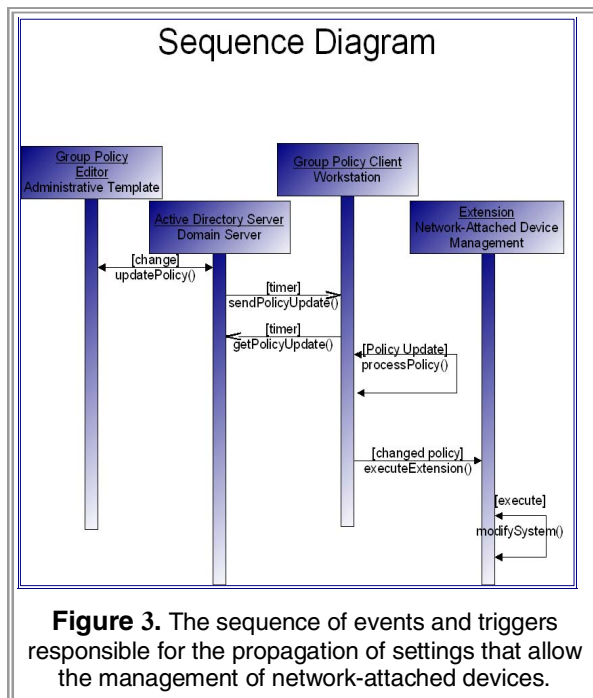 Sequence Diagram
Group Policy
Editor
Administrative Template
Group Policy Client
Workstation
Active Directory Server
Domain Server
Extension
Network-Attached Device
Management
[change]
updatePolicy()
[timer]
sendPolicyUpdate()
[timer]
getPolicyUpdate()
[Policy Update]
processPolicy()
[changed policy]
executeExtension()
[execute]
modifySystem()
Figure 3. The sequence of events and triggers
responsible for the propagation of settings that allow
the management of network-attached devices.